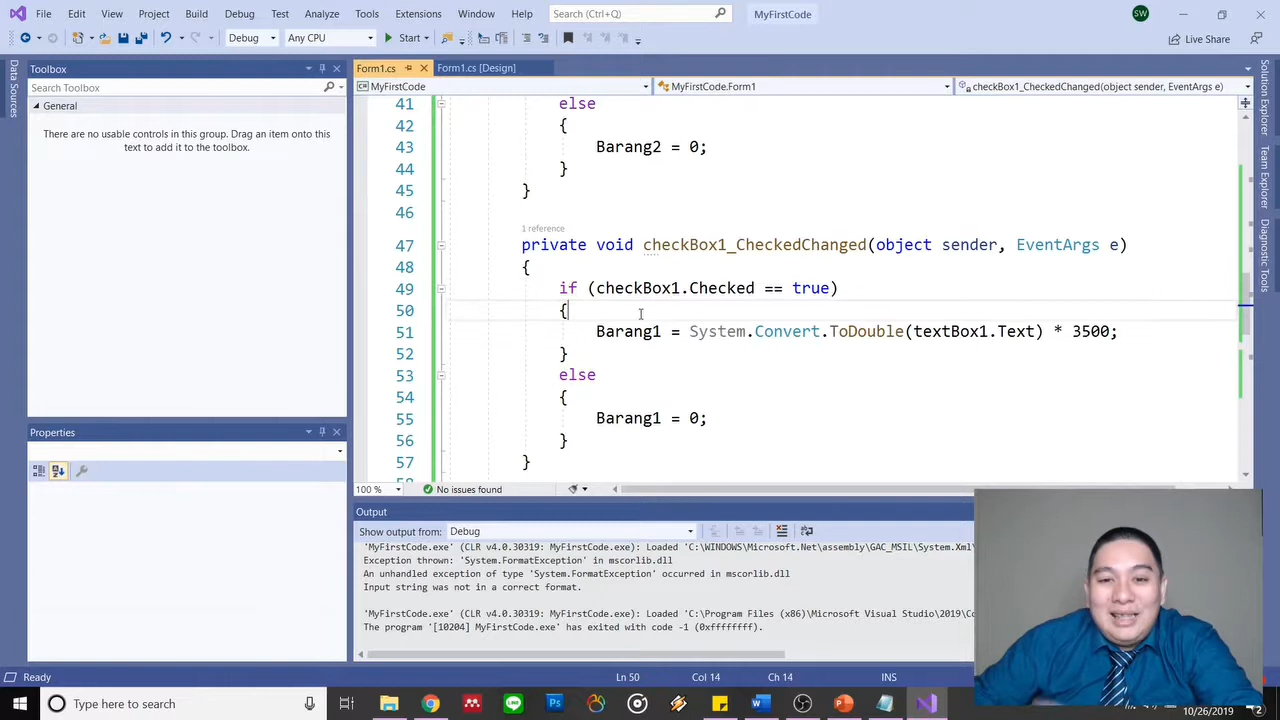 File Edit View Project Build Debug Test Analyze Tools Extensions Window Help Search (Ctrl+Q) MyFirstCode SW
Debug Any CPU Start Live Share
Toolbox
Search Toolbox
General
There are no usable controls in this group. Drag an item onto this
text to add it to the toolbox.
Properties
Data Sources
Form1.cs Form1.cs [Design]
MyFirstCode MyFirstCode.Form1 checkBox1_CheckedChanged(object sender, EventArgs e)
41 else
42 {
43 Barang2 = 0;
44 }
45 }
46
1 reference
47 private void checkBox1_CheckedChanged(object sender, EventArgs e)
48 {
49 if (checkBox1.Checked == true)
50 {
51 Barang1 = System.Convert.ToDouble(textBox1.Text) * 3500;
52 }
53 else
54 {
55 Barang1 = 0;
56 }
57 }
100 % No issues found
Output
Show output from: Debug
'MyFirstCode.exe' (CLR v4.0.30319: MyFirstCode.exe): Loaded 'C:\WINDOWS\Microsoft.Net\assembly\GAC_MSIL\System.Xml\
Exception thrown: 'System.FormatException' in mscorlib.dll
An unhandled exception of type 'System.FormatException' occurred in mscorlib.dll
Input string was not in a correct format.
'MyFirstCode.exe' (CLR v4.0.30319: MyFirstCode.exe): Loaded 'C:\Program Files (x86)\Microsoft Visual Studio\2019\Co
The program '[10204] MyFirstCode.exe' has exited with code -1 (0xffffffff).
Solution Explorer
Team Explorer
Diagnostic Tools
Ready Ln 50 Col 14 Ch 14 INS
Type here to search
10/26/2019